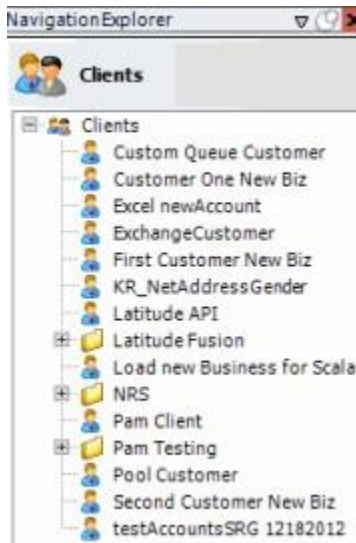 NavigationExplorer
Clients
Clients
Custom Queue Customer
Customer One New Biz
Excel newAccount
ExchangeCustomer
First Customer New Biz
KR_NetAddressGender
Latitude API
Latitude Fusion
Load new Business for Scala
NRS
Pam Client
Pam Testing
Pool Customer
Second Customer New Biz
testAccountsSRG 12182012